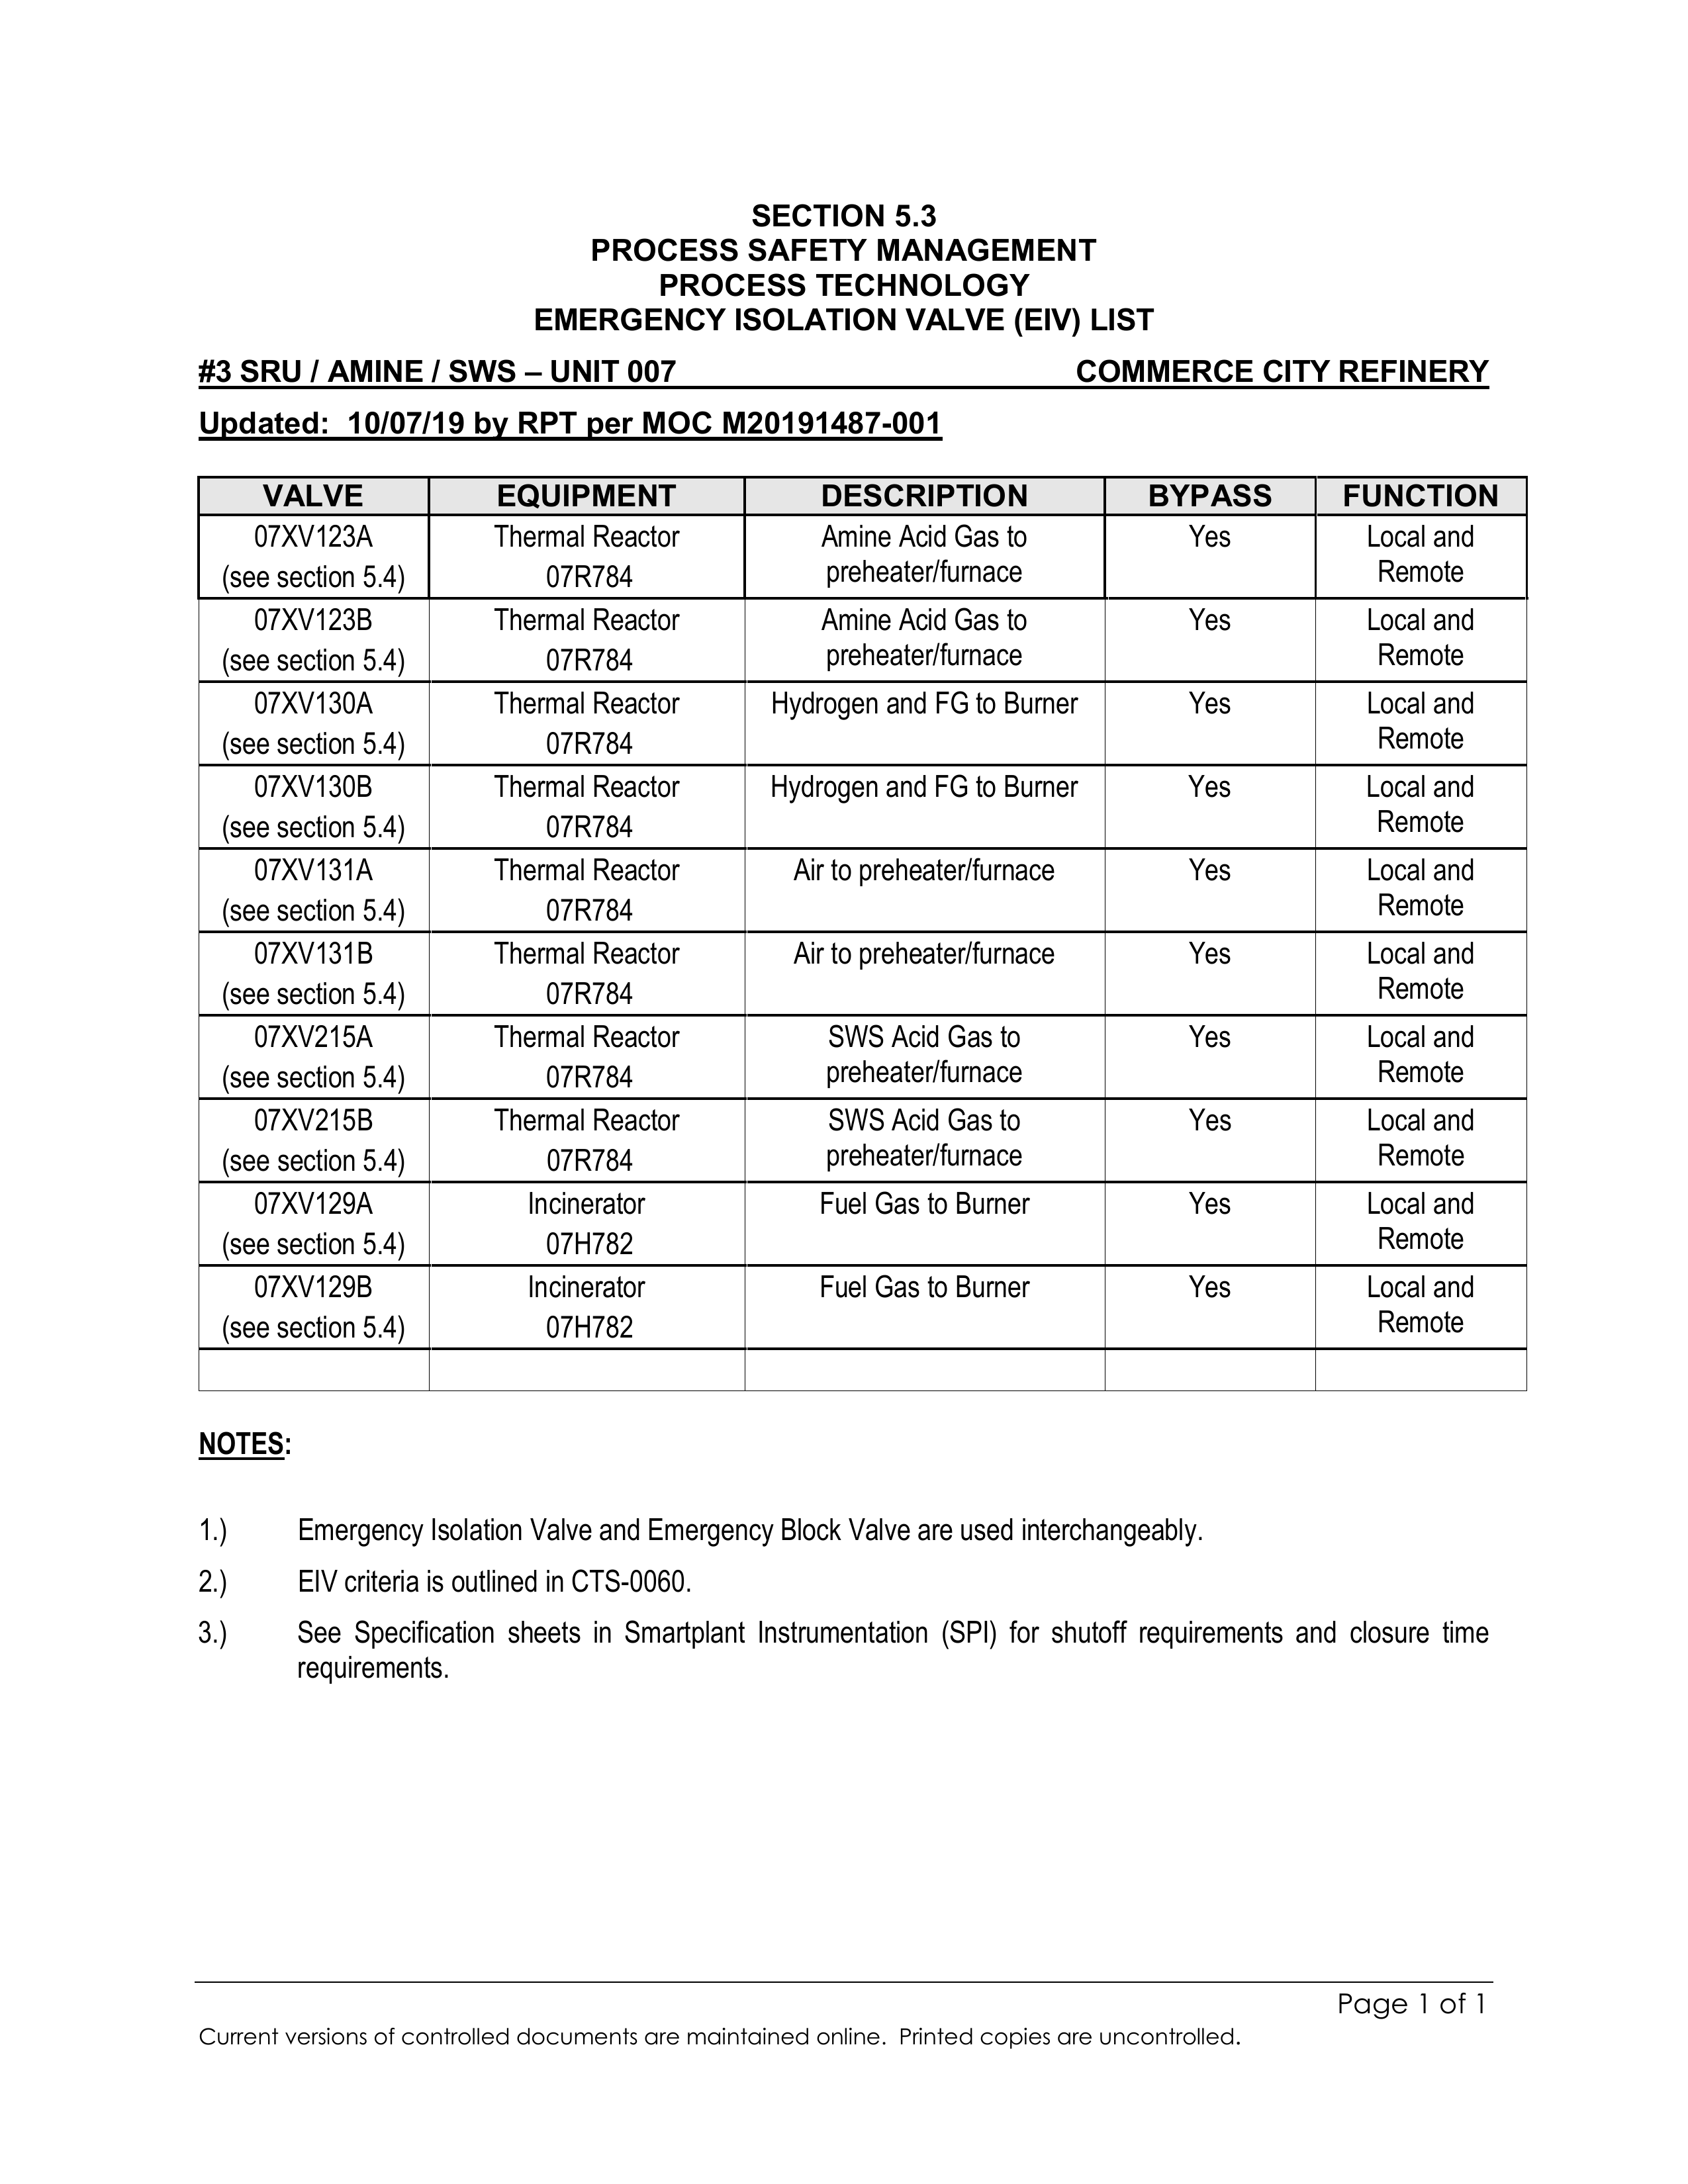 SECTION 5.3
PROCESS SAFETY MANAGEMENT
PROCESS TECHNOLOGY
EMERGENCY ISOLATION VALVE (EIV) LIST
#3 SRU / AMINE / SWS – UNIT 007 COMMERCE CITY REFINERY
Updated: 10/07/19 by RPT per MOC M20191487-001
VALVE EQUIPMENT DESCRIPTION BYPASS FUNCTION
07XV123A Thermal Reactor Amine Acid Gas to Yes Local and
(see section 5.4) 07R784 preheater/furnace Remote
07XV123B Thermal Reactor Amine Acid Gas to Yes Local and
(see section 5.4) 07R784 preheater/furnace Remote
07XV130A Thermal Reactor Hydrogen and FG to Burner Yes Local and
(see section 5.4) 07R784 Remote
07XV130B Thermal Reactor Hydrogen and FG to Burner Yes Local and
(see section 5.4) 07R784 Remote
07XV131A Thermal Reactor Air to preheater/furnace Yes Local and
(see section 5.4) 07R784 Remote
07XV131B Thermal Reactor Air to preheater/furnace Yes Local and
(see section 5.4) 07R784 Remote
07XV215A Thermal Reactor SWS Acid Gas to Yes Local and
(see section 5.4) 07R784 preheater/furnace Remote
07XV215B Thermal Reactor SWS Acid Gas to Yes Local and
(see section 5.4) 07R784 preheater/furnace Remote
07XV129A Incinerator Fuel Gas to Burner Yes Local and
(see section 5.4) 07H782 Remote
07XV129B Incinerator Fuel Gas to Burner Yes Local and
(see section 5.4) 07H782 Remote
NOTES:
1.) Emergency Isolation Valve and Emergency Block Valve are used interchangeably.
2.) EIV criteria is outlined in CTS-0060.
3.) See Specification sheets in Smartplant Instrumentation (SPI) for shutoff requirements and closure time
requirements.
Page 1 of 1
Current versions of controlled documents are maintained online. Printed copies are uncontrolled.